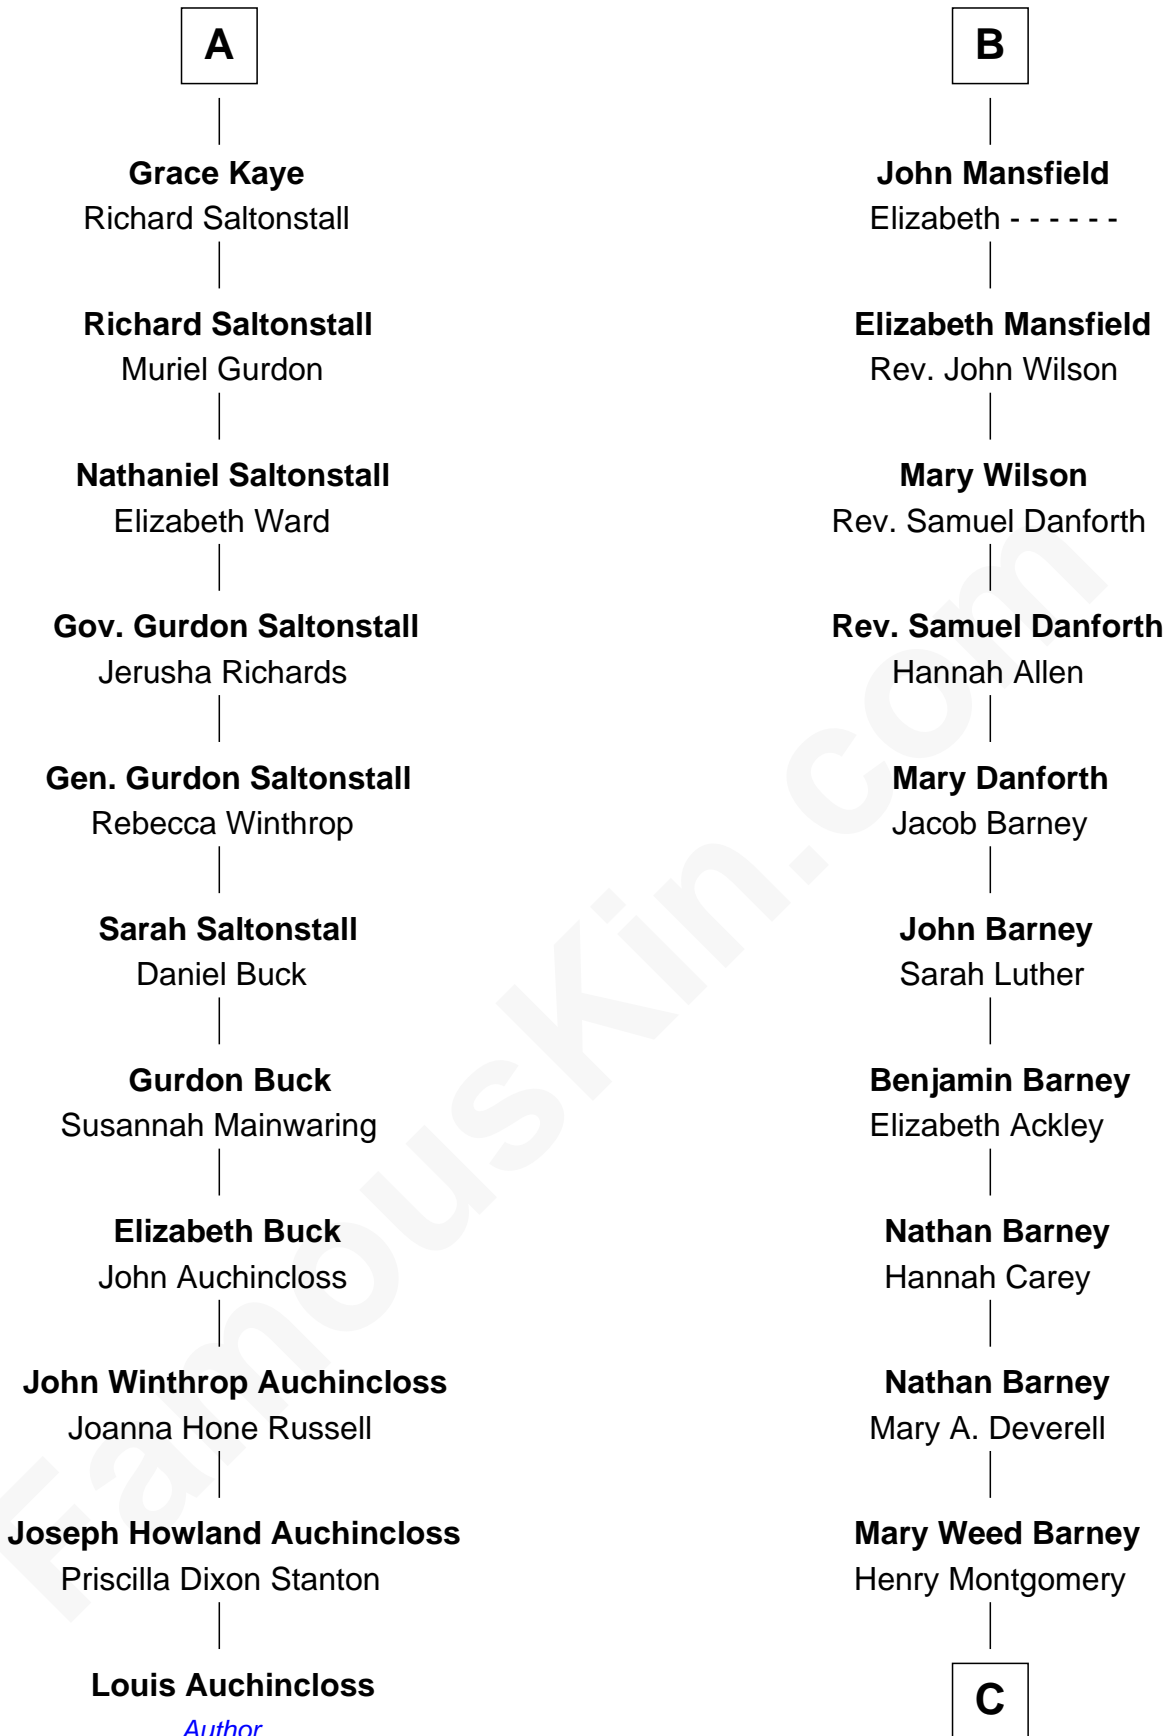 A
Grace Kaye
Richard Saltonstall
Richard Saltonstall
Muriel Gurdon
Nathaniel Saltonstall
Elizabeth Ward
Gov. Gurdon Saltonstall
Jerusha Richards
Gen. Gurdon Saltonstall
Rebecca Winthrop
Sarah Saltonstall
Daniel Buck
Gurdon Buck
Susannah Mainwaring
Elizabeth Buck
John Auchincloss
John Winthrop Auchincloss
Joanna Hone Russell
Joseph Howland Auchincloss
Priscilla Dixon Stanton
Louis Auchincloss
Author
B
John Mansfield
Elizabeth - - - - - -
Elizabeth Mansfield
Rev. John Wilson
Mary Wilson
Rev. Samuel Danforth
Rev. Samuel Danforth
Hannah Allen
Mary Danforth
Jacob Barney
John Barney
Sarah Luther
Benjamin Barney
Elizabeth Ackley
Nathan Barney
Hannah Carey
Nathan Barney
Mary A. Deverell
Mary Weed Barney
Henry Montgomery
C
FamousKin.com